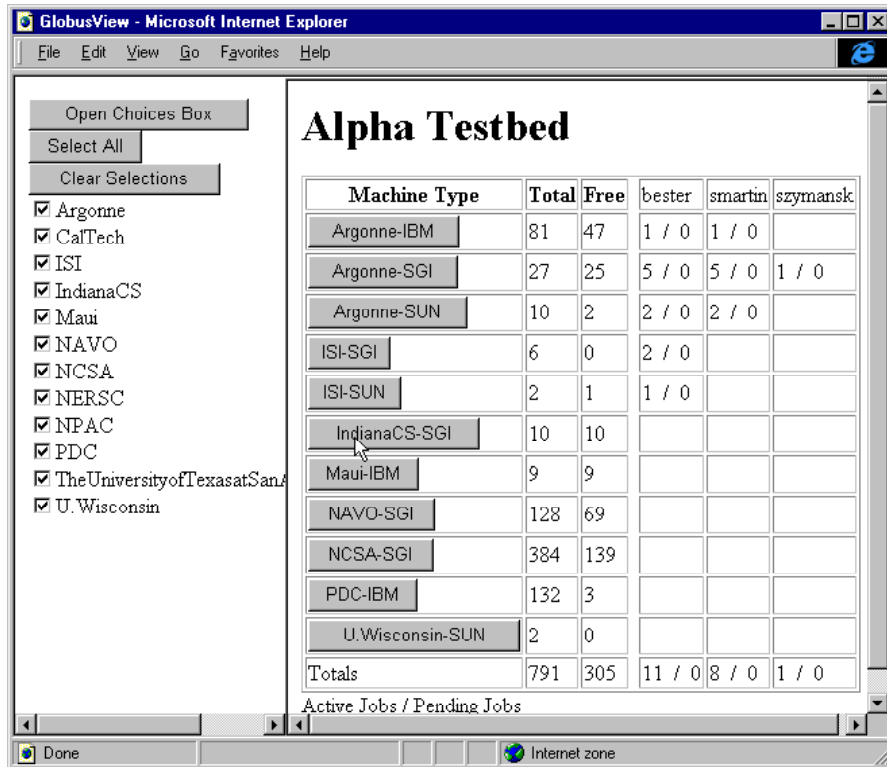 GlobusView - Microsoft Internet Explorer
File Edit View Go Favorites Help
Open Choices Box
Select All
Clear Selections
Argonne
CalTech
ISI
IndianaCS
Maui
NAVO
NCSA
NERSC
NPAC
PDC
TheUniversityofTexasatSanA
U.Wisconsin
Alpha Testbed
Machine Type Total Free bester smartin szymansk
Argonne-IBM 81 47 1 / 0 1 / 0
Argonne-SGI 27 25 5 / 0 5 / 0 1 / 0
Argonne-SUN 10 2 2 / 0 2 / 0
ISI-SGI 6 0 2 / 0
ISI-SUN 2 1 1 / 0
IndianaCS-SGI 10 10
Maui-IBM 9 9
NAVO-SGI 128 69
NCSA-SGI 384 139
PDC-IBM 132 3
U.Wisconsin-SUN 2 0
Totals 791 305 11 / 0 8 / 0 1 / 0
Active Jobs / Pending Jobs
Done Internet zone